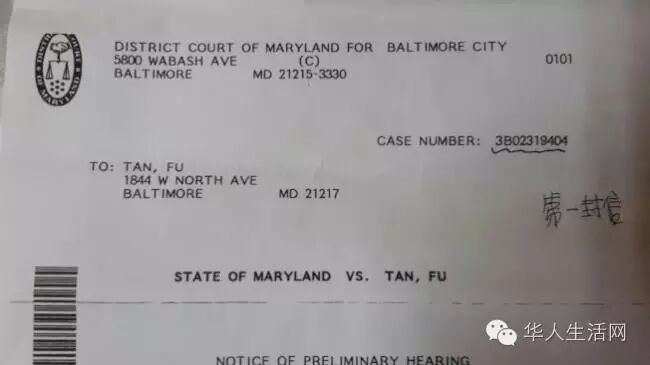 DISTRICT COURT OF MARYLAND FOR BALTIMORE CITY
5800 WABASH AVE (C) 0101
BALTIMORE MD 21215-3330
CASE NUMBER: 3B02319404
TO: TAN, FU
1844 W NORTH AVE
BALTIMORE MD 21217
第一封信
STATE OF MARYLAND VS. TAN, FU
华人生活网
NOTICE OF PRELIMINARY HEARING